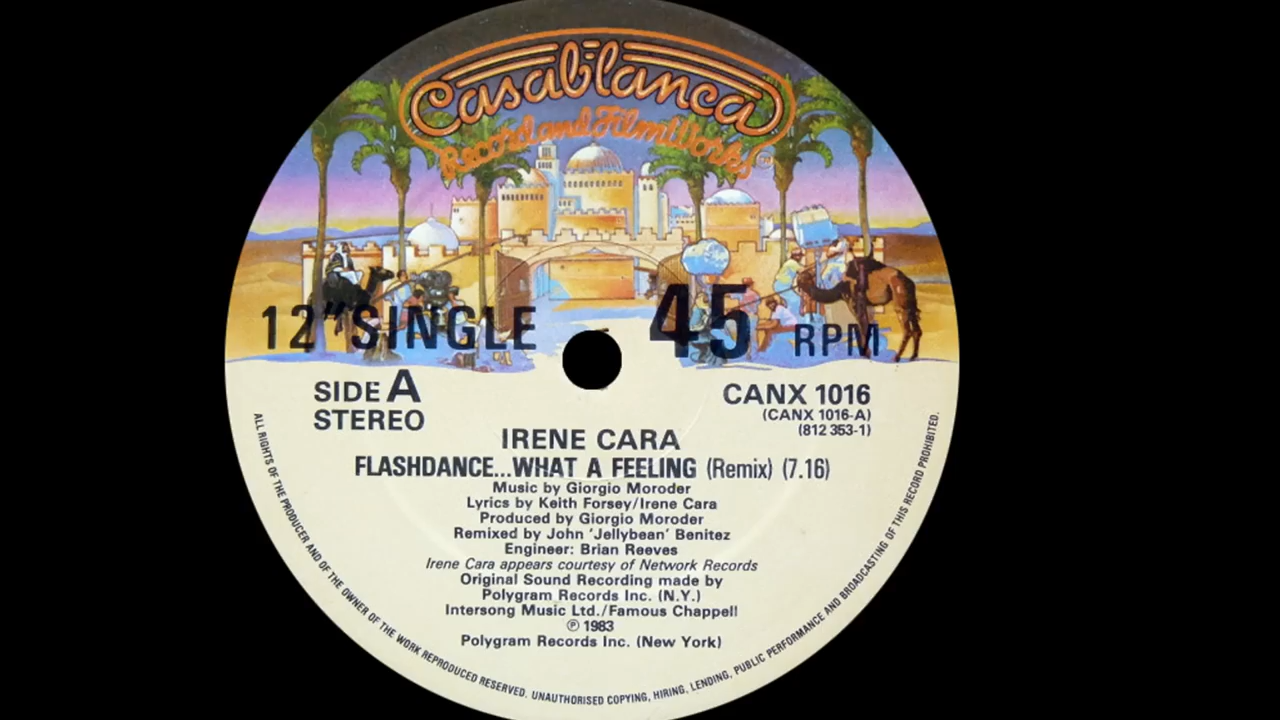 Casablanca
Record and FilmWorks
12" SINGLE 45 RPM
SIDE A
STEREO
CANX 1016
(CANX 1016-A)
(812 353-1)
IRENE CARA
FLASHDANCE...WHAT A FEELING (Remix) (7.16)
Music by Giorgio Moroder
Lyrics by Keith Forsey/Irene Cara
Produced by Giorgio Moroder
Remixed by John 'Jellybean' Benitez
Engineer: Brian Reeves
Irene Cara appears courtesy of Network Records
Original Sound Recording made by
Polygram Records Inc. (N.Y.)
Intersong Music Ltd./Famous Chappell
℗ 1983
Polygram Records Inc. (New York)
ALL RIGHTS OF THE PRODUCER AND OF THE OWNER OF THE WORK REPRODUCED RESERVED. UNAUTHORISED COPYING, HIRING, LENDING, PUBLIC PERFORMANCE AND BROADCASTING OF THIS RECORD PROHIBITED.